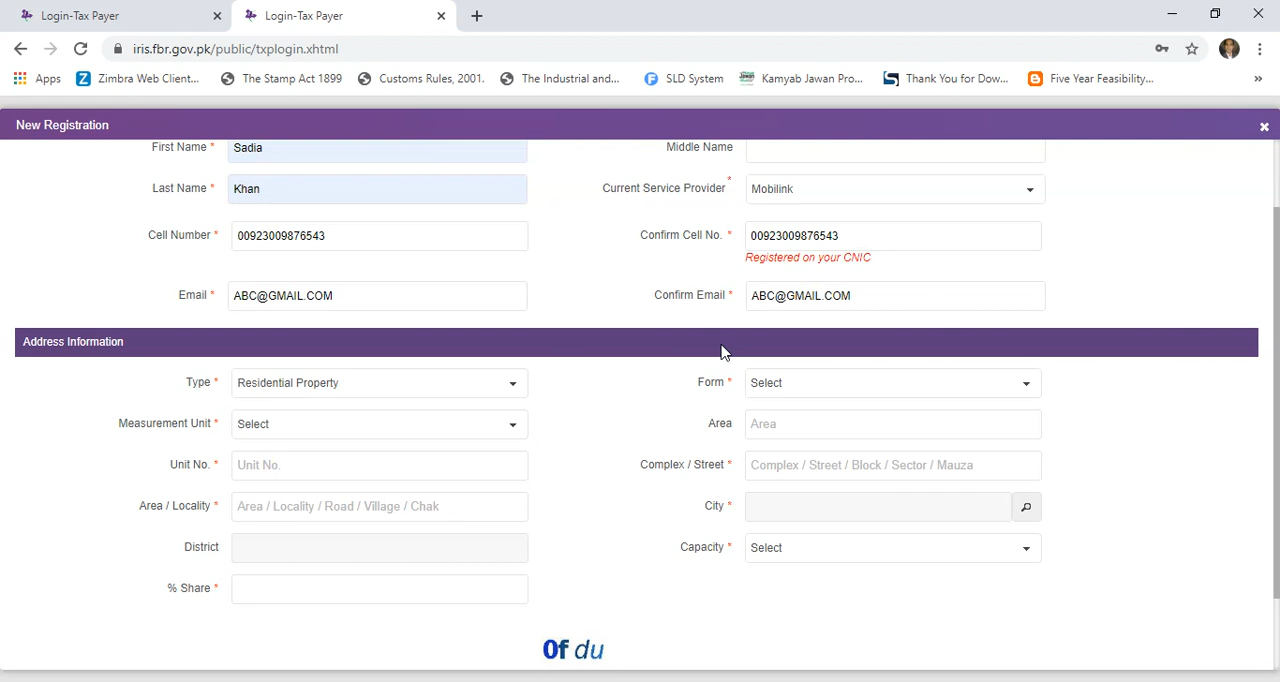 Login-Tax Payer
Login-Tax Payer
iris.fbr.gov.pk/public/txplogin.xhtml
Apps Zimbra Web Client... The Stamp Act 1899 Customs Rules, 2001. The Industrial and... SLD System Kamyab Jawan Pro... Thank You for Dow... Five Year Feasibility... »
New Registration
First Name * Sadia Middle Name
Last Name * Khan Current Service Provider * Mobilink
Cell Number * 00923009876543 Confirm Cell No. * 00923009876543
Registered on your CNIC
Email * ABC@GMAIL.COM Confirm Email * ABC@GMAIL.COM
Address Information
Type * Residential Property Form * Select
Measurement Unit * Select Area Area
Unit No. * Unit No. Complex / Street * Complex / Street / Block / Sector / Mauza
Area / Locality * Area / Locality / Road / Village / Chak City *
District Capacity * Select
% Share *
0f du